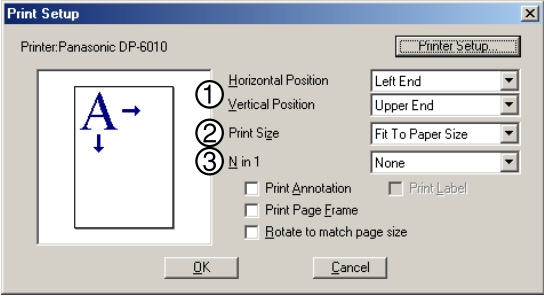 Print Setup
Printer:Panasonic DP-6010
Printer Setup...
A
① Horizontal Position Left End
Vertical Position Upper End
② Print Size Fit To Paper Size
③ N in 1 None
Print Annotation Print Label
Print Page Frame
Rotate to match page size
OK Cancel